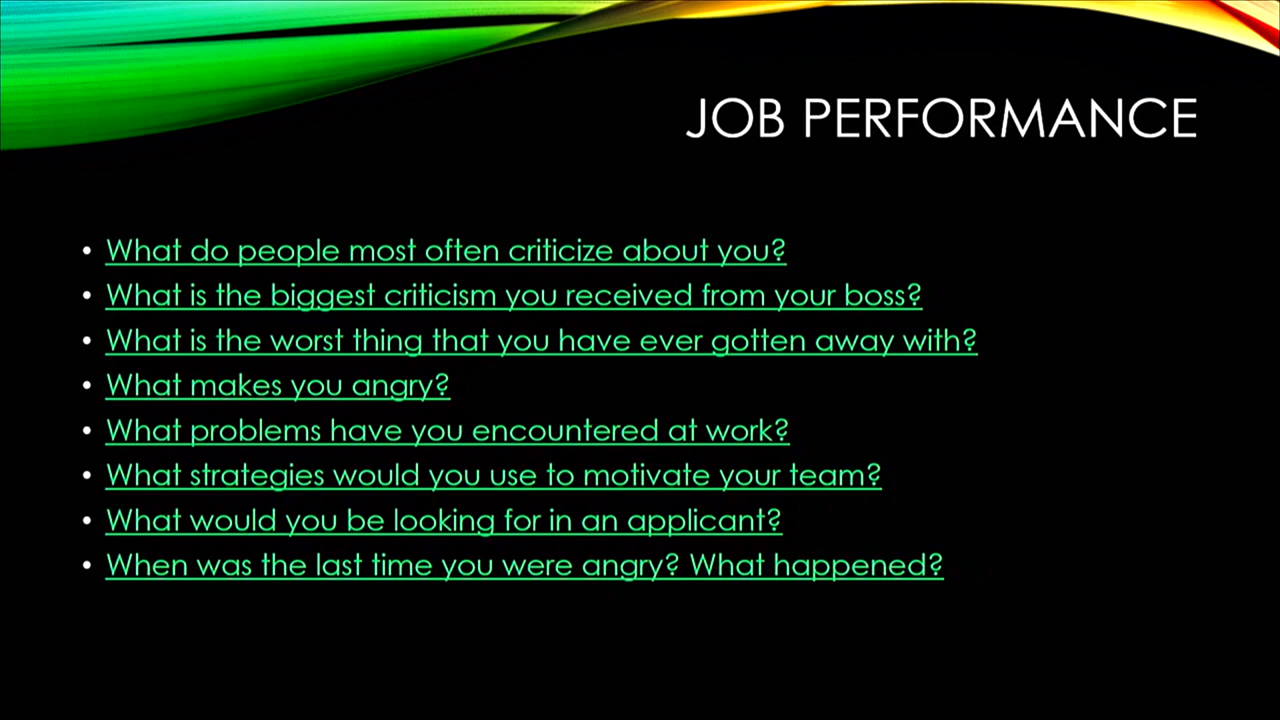 JOB PERFORMANCE
• What do people most often criticize about you?
• What is the biggest criticism you received from your boss?
• What is the worst thing that you have ever gotten away with?
• What makes you angry?
• What problems have you encountered at work?
• What strategies would you use to motivate your team?
• What would you be looking for in an applicant?
• When was the last time you were angry? What happened?